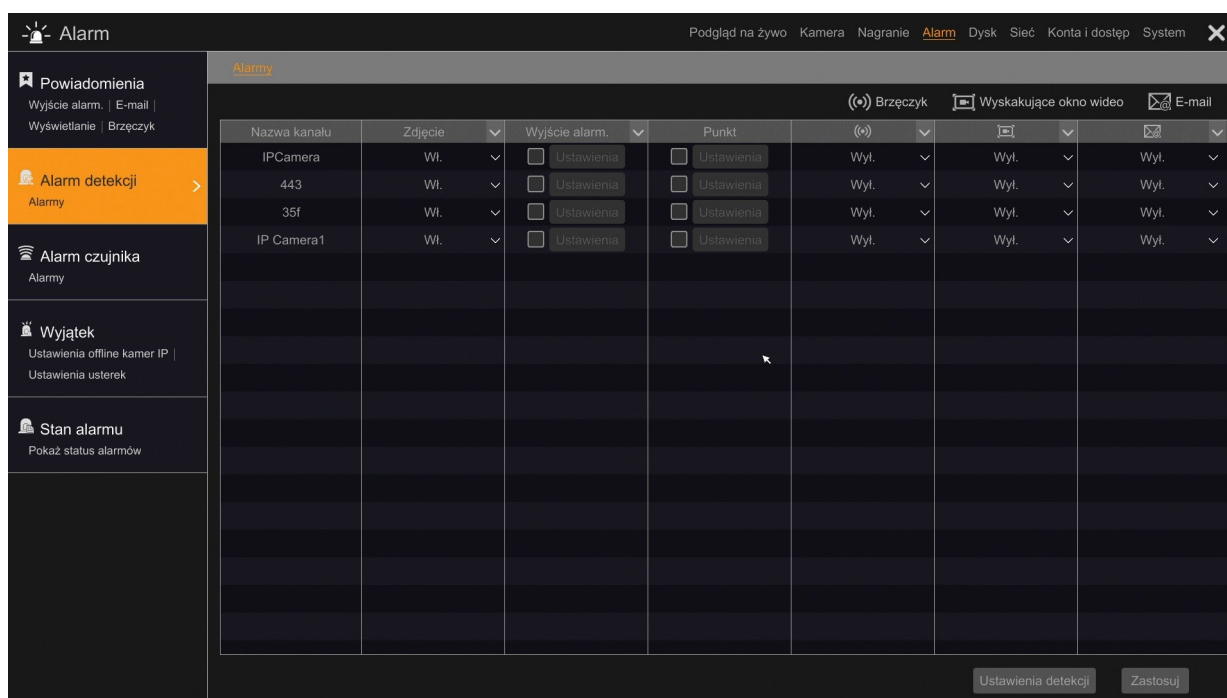 Alarm
Podgląd na żywo Kamera Nagranie Alarm Dysk Sieć Konta i dostęp System
Powiadomienia
Wyjście alarm. | E-mail |
Wyświetlanie | Brzęczyk
Alarm detekcji
Alarmy
Alarm czujnika
Alarmy
Wyjątek
Ustawienia offline kamer IP |
Ustawienia usterek
Stan alarmu
Pokaż status alarmów
Alarmy
Brzęczyk Wyskakujące okno wideo E-mail
Nazwa kanału Zdjęcie Wyjście alarm. Punkt
IPCamera Wł. Ustawienia Ustawienia Wył. Wył. Wył.
443 Wł. Ustawienia Ustawienia Wył. Wył. Wył.
35f Wł. Ustawienia Ustawienia Wył. Wył. Wył.
IP Camera1 Wł. Ustawienia Ustawienia Wył. Wył. Wył.
Ustawienia detekcji Zastosuj